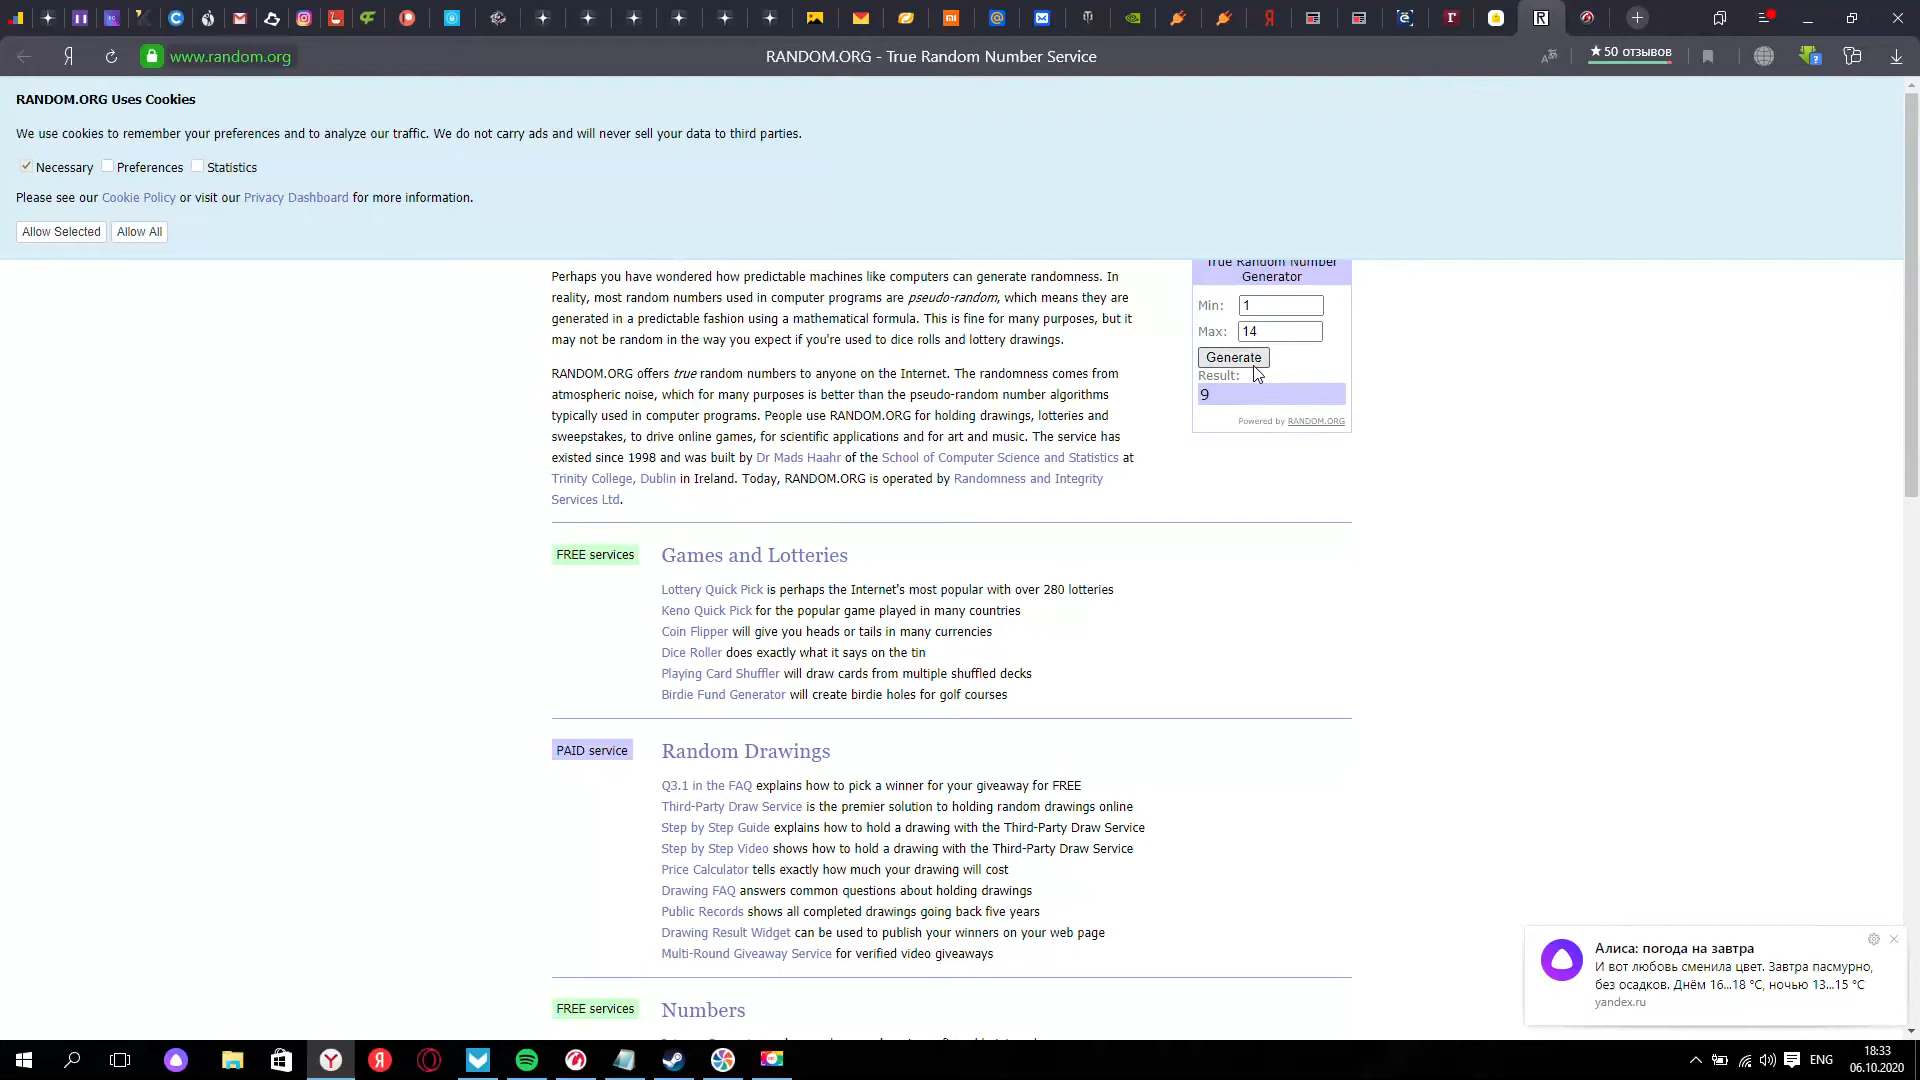 www.random.org
RANDOM.ORG - True Random Number Service
★50 отзывов
RANDOM.ORG Uses Cookies
We use cookies to remember your preferences and to analyze our traffic. We do not carry ads and will never sell your data to third parties.
Necessary Preferences Statistics
Please see our Cookie Policy or visit our Privacy Dashboard for more information.
Allow Selected Allow All
Perhaps you have wondered how predictable machines like computers can generate randomness. In
reality, most random numbers used in computer programs are pseudo-random, which means they are
generated in a predictable fashion using a mathematical formula. This is fine for many purposes, but it
may not be random in the way you expect if you're used to dice rolls and lottery drawings.
RANDOM.ORG offers true random numbers to anyone on the Internet. The randomness comes from
atmospheric noise, which for many purposes is better than the pseudo-random number algorithms
typically used in computer programs. People use RANDOM.ORG for holding drawings, lotteries and
sweepstakes, to drive online games, for scientific applications and for art and music. The service has
existed since 1998 and was built by Dr Mads Haahr of the School of Computer Science and Statistics at
Trinity College, Dublin in Ireland. Today, RANDOM.ORG is operated by Randomness and Integrity
Services Ltd.
True Random Number
Generator
Min: 1
Max: 14
Generate
Result:
9
Powered by RANDOM.ORG
FREE services Games and Lotteries
Lottery Quick Pick is perhaps the Internet's most popular with over 280 lotteries
Keno Quick Pick for the popular game played in many countries
Coin Flipper will give you heads or tails in many currencies
Dice Roller does exactly what it says on the tin
Playing Card Shuffler will draw cards from multiple shuffled decks
Birdie Fund Generator will create birdie holes for golf courses
PAID service Random Drawings
Q3.1 in the FAQ explains how to pick a winner for your giveaway for FREE
Third-Party Draw Service is the premier solution to holding random drawings online
Step by Step Guide explains how to hold a drawing with the Third-Party Draw Service
Step by Step Video shows how to hold a drawing with the Third-Party Draw Service
Price Calculator tells exactly how much your drawing will cost
Drawing FAQ answers common questions about holding drawings
Public Records shows all completed drawings going back five years
Drawing Result Widget can be used to publish your winners on your web page
Multi-Round Giveaway Service for verified video giveaways
FREE services Numbers
Алиса: погода на завтра
И вот любовь сменила цвет. Завтра пасмурно,
без осадков. Днём 16...18 °C, ночью 13...15 °C
yandex.ru
ENG
18:33
06.10.2020